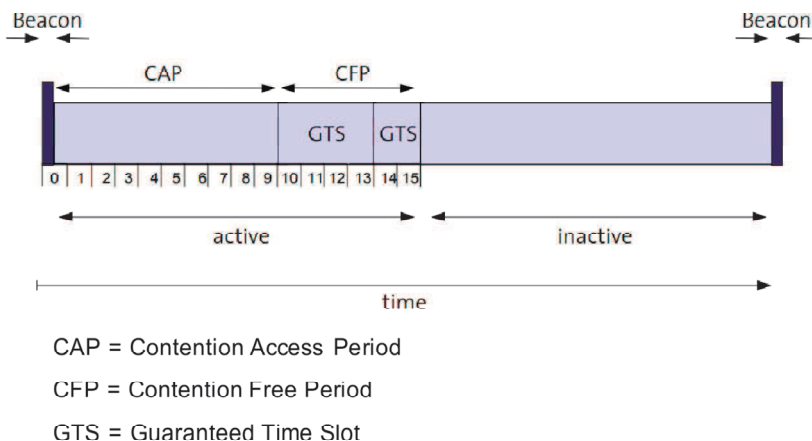 Beacon Beacon
CAP CFP
GTS GTS
0 1 2 3 4 5 6 7 8 9 10 11 12 13 14 15
active inactive
time
CAP = Contention Access Period
CFP = Contention Free Period
GTS = Guaranteed Time Slot